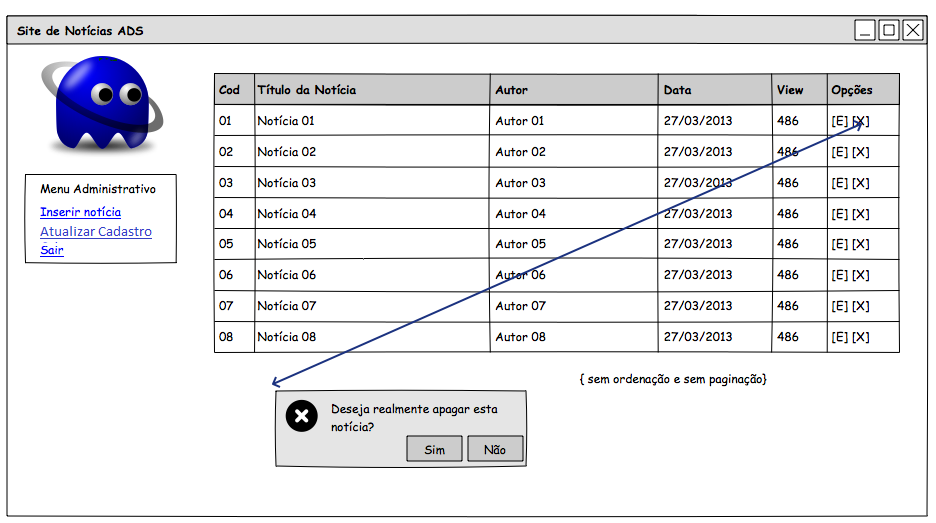 Site de Notícias ADS
Menu Administrativo
Inserir notícia
Atualizar Cadastro
Sair
Cod Título da Notícia Autor Data View Opções
01 Notícia 01 Autor 01 27/03/2013 486 [E] [X]
02 Notícia 02 Autor 02 27/03/2013 486 [E] [X]
03 Notícia 03 Autor 03 27/03/2013 486 [E] [X]
04 Notícia 04 Autor 04 27/03/2013 486 [E] [X]
05 Notícia 05 Autor 05 27/03/2013 486 [E] [X]
06 Notícia 06 Autor 06 27/03/2013 486 [E] [X]
07 Notícia 07 Autor 07 27/03/2013 486 [E] [X]
08 Notícia 08 Autor 08 27/03/2013 486 [E] [X]
{ sem ordenação e sem paginação}
Deseja realmente apagar esta
notícia?
Sim Não